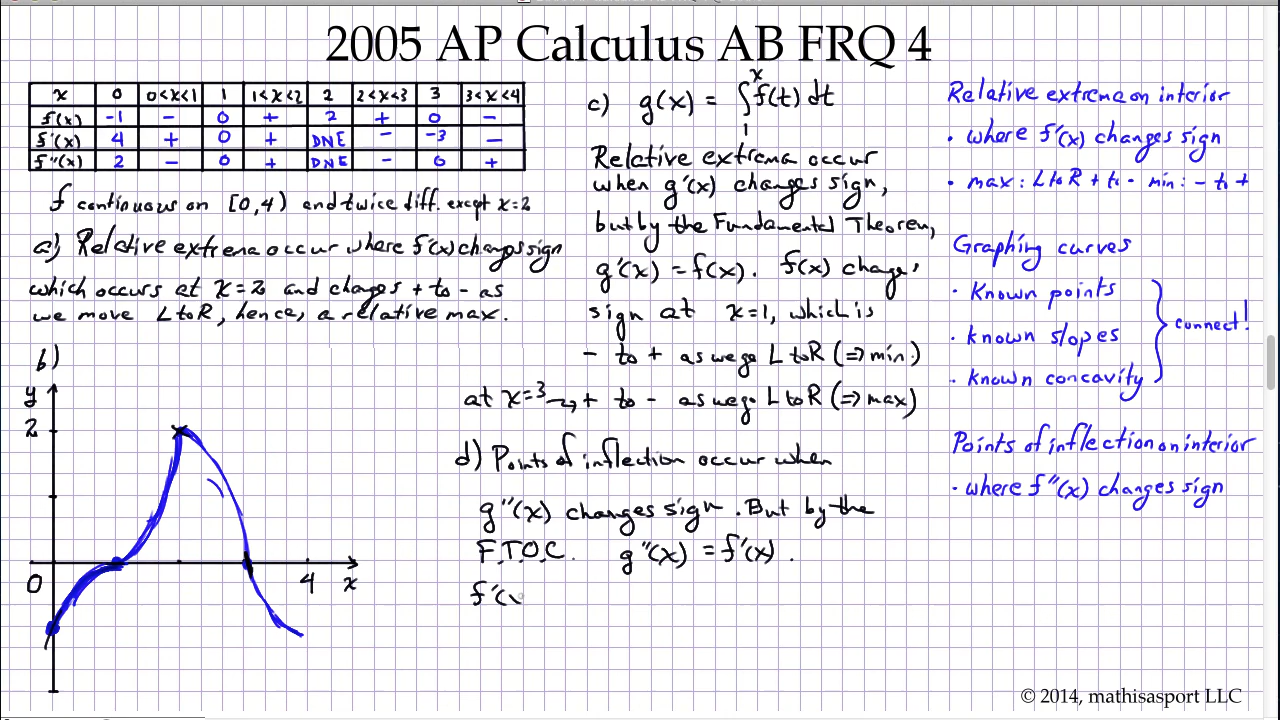 2005 AP Calculus AB FRQ 4
x 0 0<x<1 1 1<x<2 2 2<x<3 3 3<x<4
f(x) -1 - 0 + 2 + 0 -
f'(x) 4 + 0 + DNE - -3 -
f"(x) 2 - 0 + DNE - 0 +
f continuous on [0,4) and twice diff. except x=2
a) Relative extrema occur where f'(x) changes sign
which occurs at x=2 and changes + to - as
we move L to R, hence, a relative max.
b)
y
2
0
4
x
c) g(x) = ∫₁ˣ f(t) dt
Relative extrema occur
when g'(x) changes sign,
but by the Fundamental Theorem,
g'(x) = f(x). f(x) changes
sign at x=1, which is
- to + as we go L to R (=> min.)
at x=3 → + to - as we go L to R (=> max)
d) Points of inflection occur when
g"(x) changes sign. But by the
F.T.O.C. g"(x) = f'(x).
f'(x
Relative extrema on interior
• where f'(x) changes sign
• max: L to R + to - min: - to +
Graphing curves
• Known points
• known slopes
• known concavity
connect!
Points of inflection on interior
• where f"(x) changes sign
© 2014, mathisasport LLC